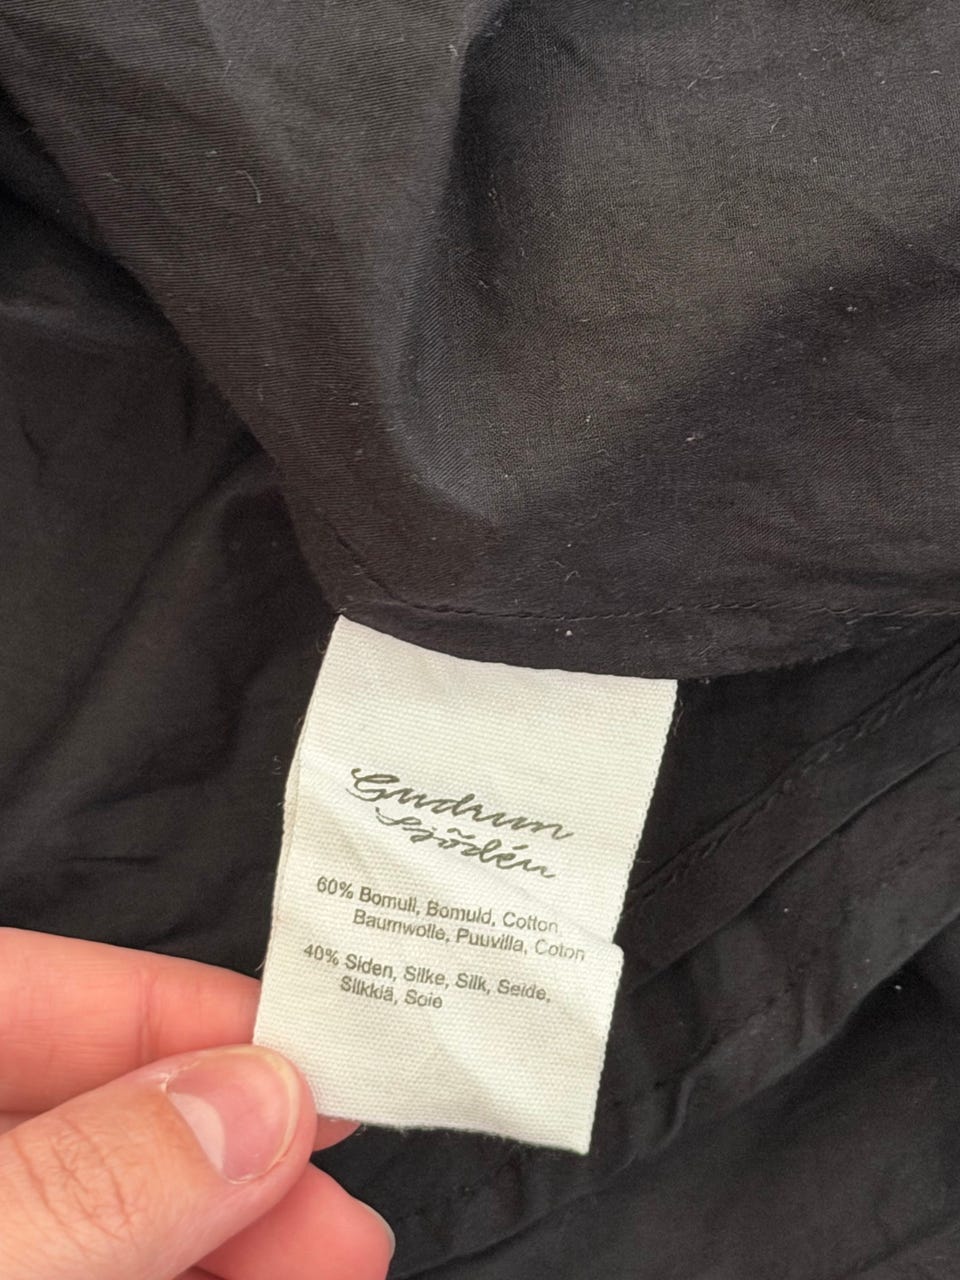 Gudrun
Sjödén
60% Bomull, Bomuld, Cotton,
Baumwolle, Puuvilla, Coton
40% Siden, Silke, Silk, Seide,
Silkkiä, Soie